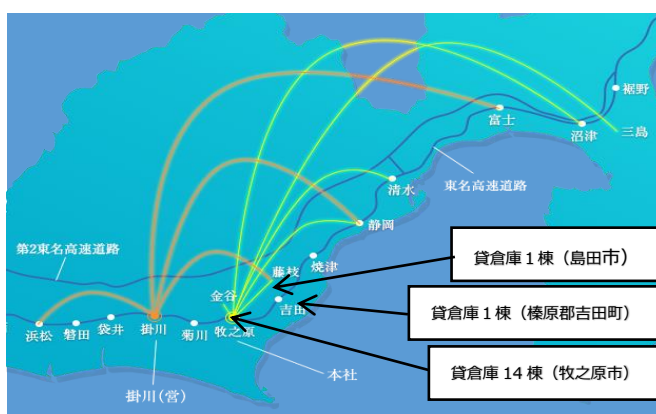 裾野
富士
沼津
三島
清水
東名高速道路
静岡
第2東名高速道路
焼津
藤枝
貸倉庫１棟（島田市）
金谷
吉田
貸倉庫１棟（榛原郡吉田町）
浜松
磐田
袋井
掛川
菊川
牧之原
本社
貸倉庫 14 棟（牧之原市）
掛川(営)